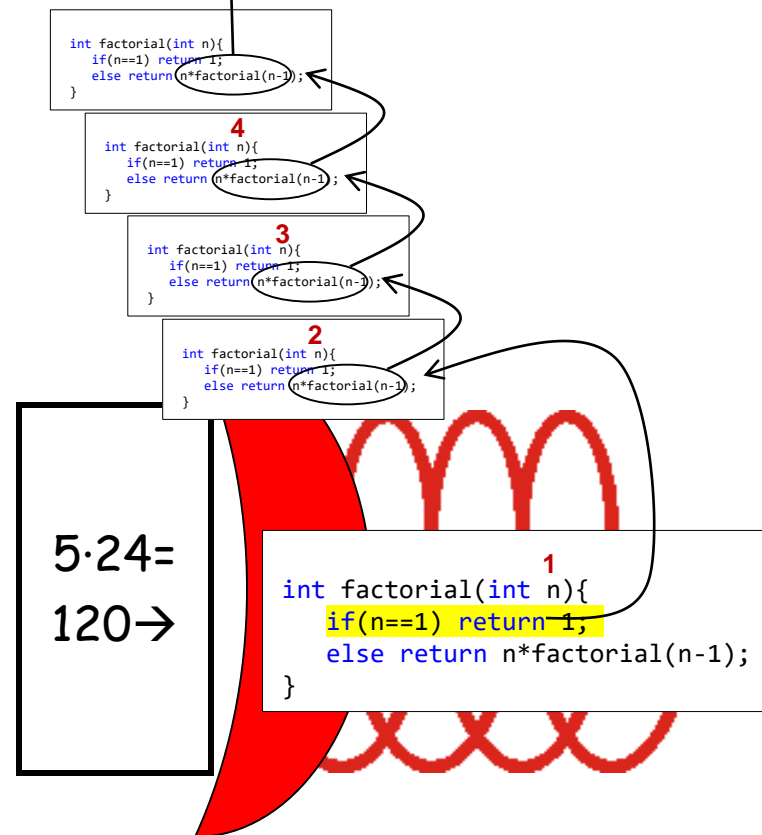 int factorial(int n){
if(n==1) return 1;
else return n*factorial(n-1);
}
4
int factorial(int n){
if(n==1) return 1;
else return n*factorial(n-1);
}
3
int factorial(int n){
if(n==1) return 1;
else return n*factorial(n-1);
}
2
int factorial(int n){
if(n==1) return 1;
else return n*factorial(n-1);
}
5·24=
120→
1
int factorial(int n){
if(n==1) return 1;
else return n*factorial(n-1);
}